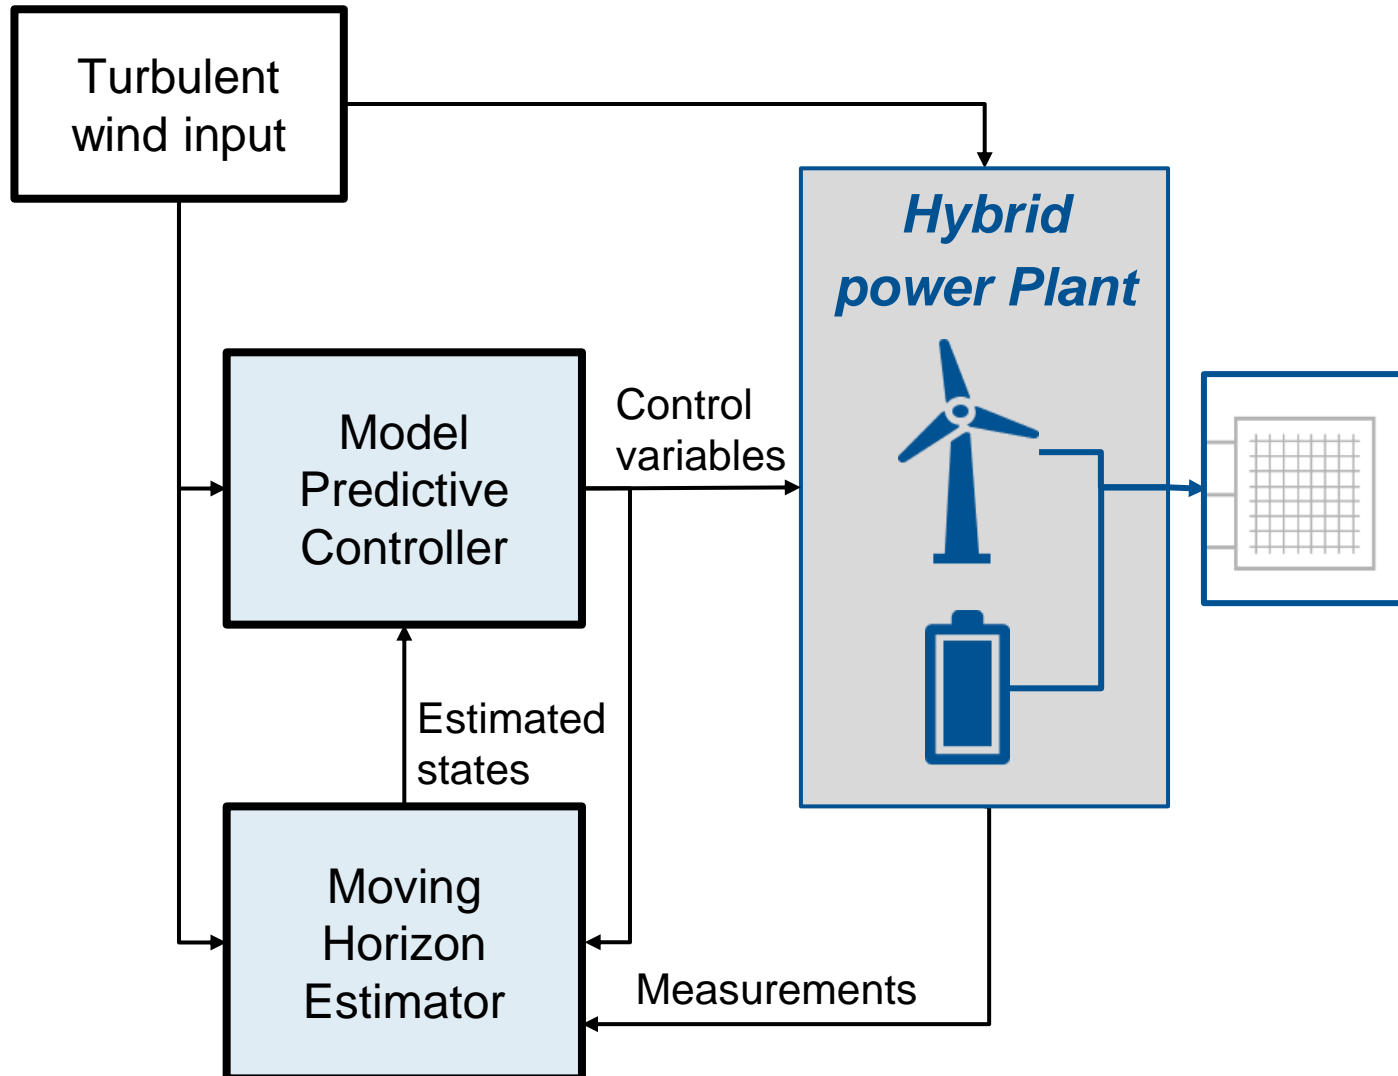 Turbulent
wind input
Hybrid
power Plant
Model
Predictive
Controller
Control
variables
Estimated
states
Moving
Horizon
Estimator
Measurements